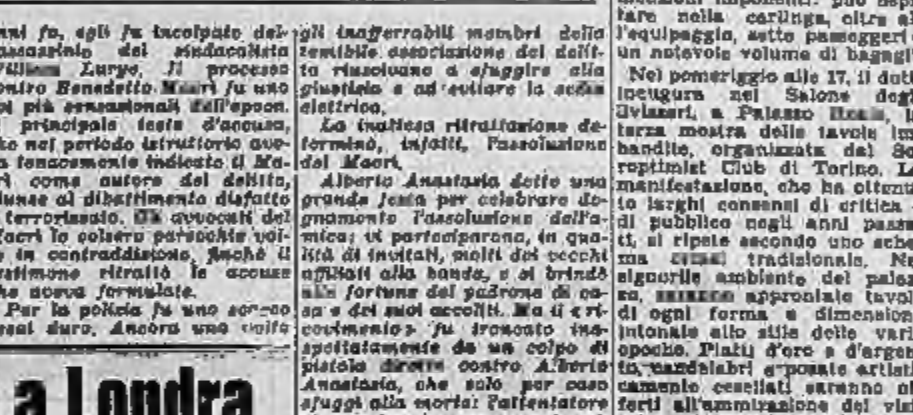 anni fo, egli fu incolpato del-
assassinio del sindacalista
William Lurye. Il processo
contro Benedetto Macri fu uno
dei più sensazionali dell'epoca.
principale teste d'accusa,
che nel periodo istruttorio ave-
va tenacemente indicato il Ma-
cri come autore del delitto,
giunse al dibattimento disfatto
terrorizzato. Gli avvocati del
Macri lo colsero parecchie vol-
te in contraddizione, finché il
testimone ritrattò le accuse
che aveva formulate.
Per la polizia fu uno smacco
assai duro. Ancora una volta
gli inafferrabili membri della
temibile associazione del delit-
to riuscivano a sfuggire alla
giustizia e ad evitare la sedia
elettrica.
La inattesa ritrattazione de-
terminò, infatti, l'assoluzione
del Macri.
Alberto Anastasia dette una
grande festa per celebrare de-
gnamente l'assoluzione dell'a-
mico; vi parteciparono, in qua-
lità di invitati, molti dei vecchi
affiliati alla banda, e si brindò
alle fortune del padrone di ca-
sa e dei suoi accoliti. Ma il « ri-
cevimento » fu troncato ina-
spettatamente da un colpo di
pistola diretto contro Alberto
Anastasia, che solo per caso
sfuggì alla morte: l'attentatore
a Londra
può
tare nella carlinga, oltre al-
l'equipaggio, sette passeggeri
un notevole volume di bagagli
Nel pomeriggio alle 17, il dott
inaugura nel Salone degli
Svizzeri, a Palazzo
terza mostra delle tavole im-
bandite, organizzata dal So-
roptimist Club di Torino. La
manifestazione, che ha ottenu-
to larghi consensi di critica
di pubblico negli anni passa-
ti, si ripete secondo uno sche-
ma tradizionale. Nel
signorile ambiente del palaz-
zo, approntate tavole
di ogni forma e dimensione
intonate allo stile delle varie
epoche. Piatti d'oro e d'argen-
to, candelabri e posate artisti-
camente cesellati saranno of-
ferti all'ammirazione dei visi-